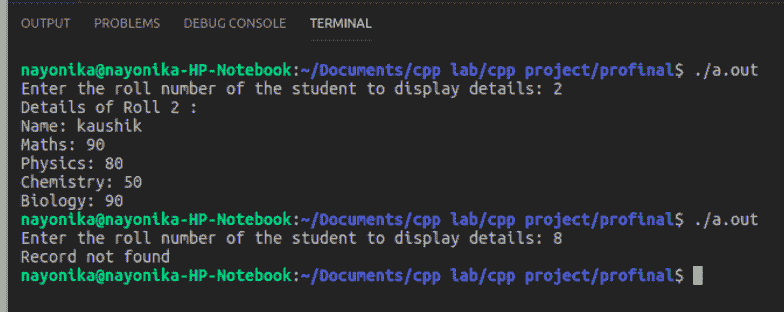 OUTPUT PROBLEMS DEBUG CONSOLE TERMINAL
nayonika@nayonika-HP-Notebook:~/Documents/cpp lab/cpp project/profinal$ ./a.out
Enter the roll number of the student to display details: 2
Details of Roll 2 :
Name: kaushik
Maths: 90
Physics: 80
Chemistry: 50
Biology: 90
nayonika@nayonika-HP-Notebook:~/Documents/cpp lab/cpp project/profinal$ ./a.out
Enter the roll number of the student to display details: 8
Record not found
nayonika@nayonika-HP-Notebook:~/Documents/cpp lab/cpp project/profinal$